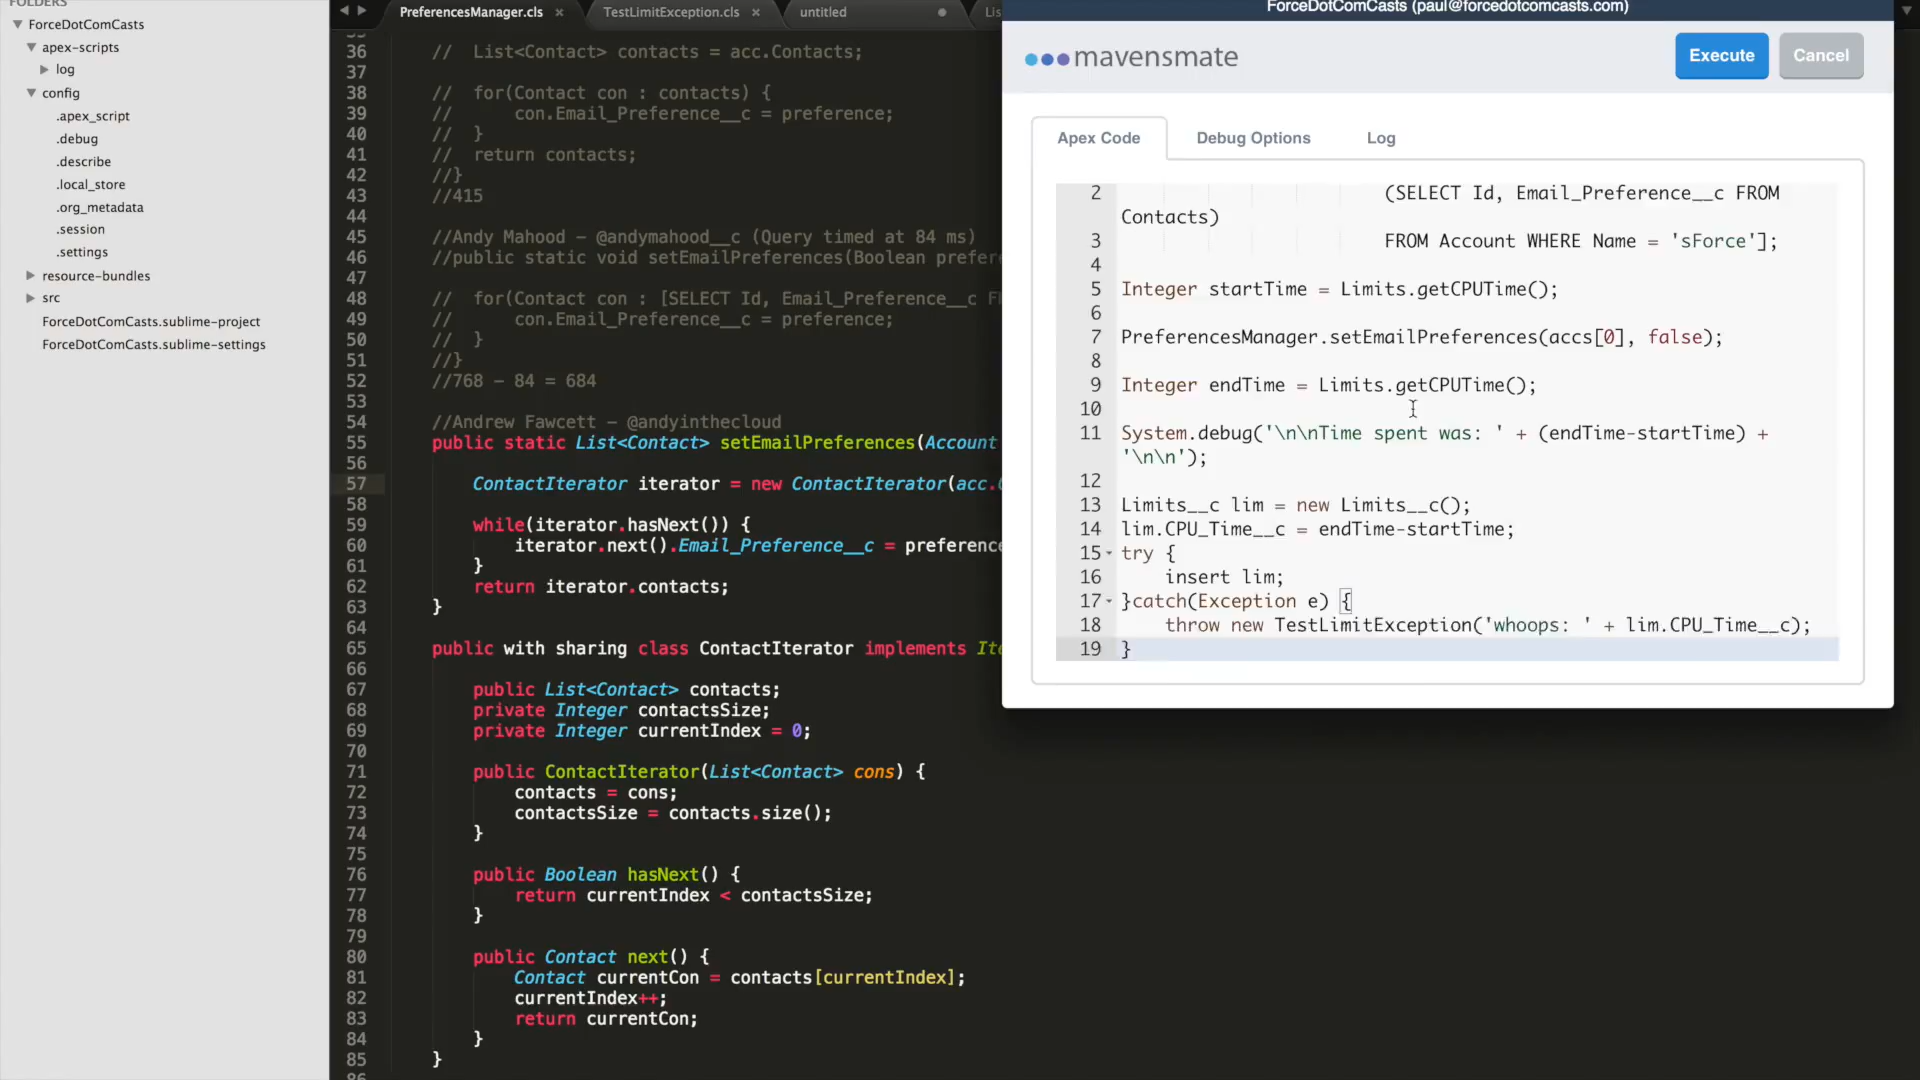 FOLDERS
ForceDotComCasts
apex-scripts
log
config
.apex_script
.debug
.describe
.local_store
.org_metadata
.session
.settings
resource-bundles
src
ForceDotComCasts.sublime-project
ForceDotComCasts.sublime-settings
PreferencesManager.cls ×
TestLimitException.cls ×
untitled
36 // List<Contact> contacts = acc.Contacts;
37
38 // for(Contact con : contacts) {
39 // con.Email_Preference__c = preference;
40 // }
41 // return contacts;
42 //}
43 //415
44
45 //Andy Mahood - @andymahood__c (Query timed at 84 ms)
46 //public static void setEmailPreferences(Boolean prefere
47
48 // for(Contact con : [SELECT Id, Email_Preference__c F
49 // con.Email_Preference__c = preference;
50 // }
51 //}
52 //768 - 84 = 684
53
54 //Andrew Fawcett - @andyinthecloud
55 public static List<Contact> setEmailPreferences(Account
56
57 ContactIterator iterator = new ContactIterator(acc.
58
59 while(iterator.hasNext()) {
60 iterator.next().Email_Preference__c = preference
61 }
62 return iterator.contacts;
63 }
64
65 public with sharing class ContactIterator implements Ite
66
67 public List<Contact> contacts;
68 private Integer contactsSize;
69 private Integer currentIndex = 0;
70
71 public ContactIterator(List<Contact> cons) {
72 contacts = cons;
73 contactsSize = contacts.size();
74 }
75
76 public Boolean hasNext() {
77 return currentIndex < contactsSize;
78 }
79
80 public Contact next() {
81 Contact currentCon = contacts[currentIndex];
82 currentIndex++;
83 return currentCon;
84 }
85 }
86
ForceDotComCasts (paul@forcedotcomcasts.com)
mavensmate
Execute
Cancel
Apex Code
Debug Options
Log
2 (SELECT Id, Email_Preference__c FROM
Contacts)
3 FROM Account WHERE Name = 'sForce'];
4
5 Integer startTime = Limits.getCPUTime();
6
7 PreferencesManager.setEmailPreferences(accs[0], false);
8
9 Integer endTime = Limits.getCPUTime();
10
11 System.debug('\n\nTime spent was: ' + (endTime-startTime) +
'\n\n');
12
13 Limits__c lim = new Limits__c();
14 lim.CPU_Time__c = endTime-startTime;
15 try {
16 insert lim;
17 }catch(Exception e) {
18 throw new TestLimitException('whoops: ' + lim.CPU_Time__c);
19 }